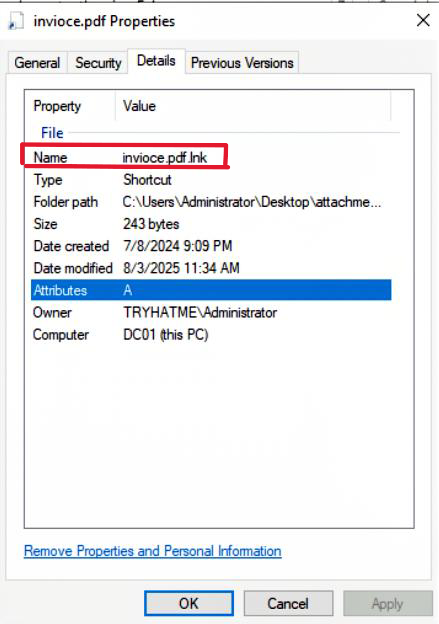 invioce.pdf Properties
General Security Details Previous Versions
Property Value
File
Name invioce.pdf.lnk
Type Shortcut
Folder path C:\Users\Administrator\Desktop\attachme...
Size 243 bytes
Date created 7/8/2024 9:09 PM
Date modified 8/3/2025 11:34 AM
Attributes A
Owner TRYHATME\Administrator
Computer DC01 (this PC)
Remove Properties and Personal Information
OK Cancel Apply